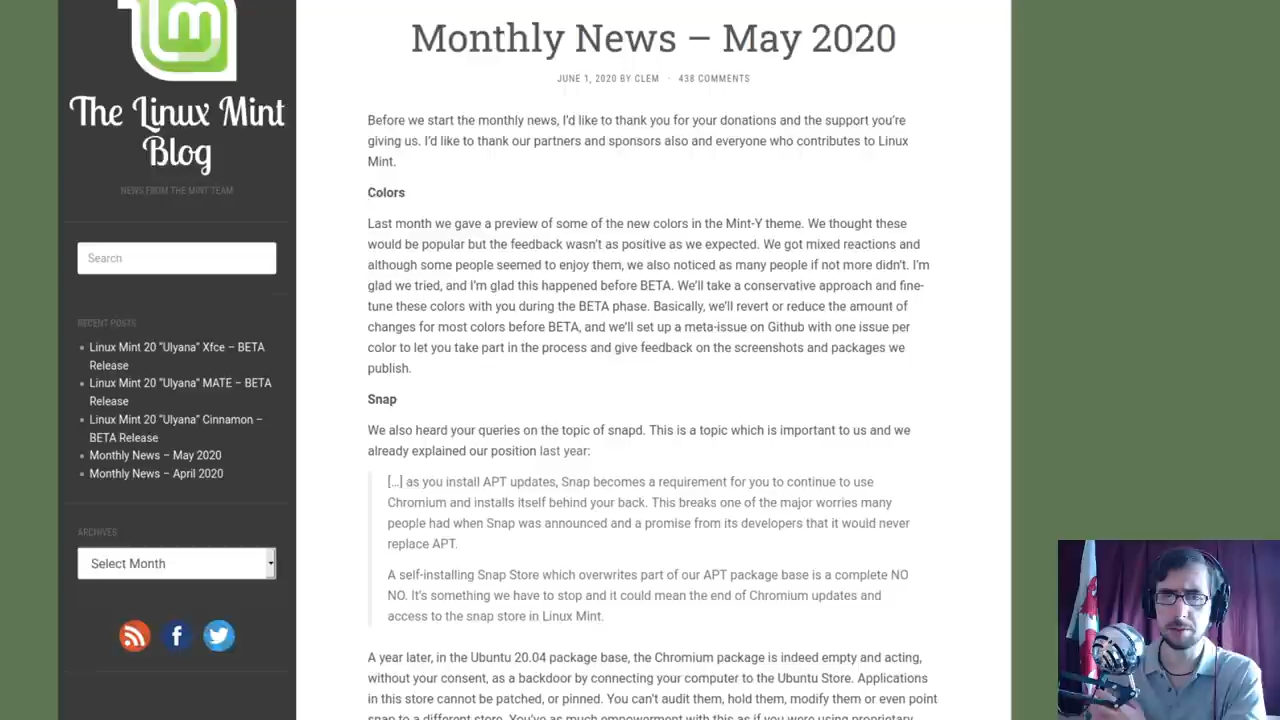 The Linux Mint
Blog
NEWS FROM THE MINT TEAM
Search
RECENT POSTS
Linux Mint 20 “Ulyana” Xfce – BETA
Release
Linux Mint 20 “Ulyana” MATE – BETA
Release
Linux Mint 20 “Ulyana” Cinnamon –
BETA Release
Monthly News – May 2020
Monthly News – April 2020
ARCHIVES
Select Month
Monthly News – May 2020
JUNE 1, 2020 BY CLEM · 438 COMMENTS
Before we start the monthly news, I’d like to thank you for your donations and the support you’re
giving us. I’d like to thank our partners and sponsors also and everyone who contributes to Linux
Mint.
Colors
Last month we gave a preview of some of the new colors in the Mint-Y theme. We thought these
would be popular but the feedback wasn’t as positive as we expected. We got mixed reactions and
although some people seemed to enjoy them, we also noticed as many people if not more didn’t. I’m
glad we tried, and I’m glad this happened before BETA. We’ll take a conservative approach and fine-
tune these colors with you during the BETA phase. Basically, we’ll revert or reduce the amount of
changes for most colors before BETA, and we’ll set up a meta-issue on Github with one issue per
color to let you take part in the process and give feedback on the screenshots and packages we
publish.
Snap
We also heard your queries on the topic of snapd. This is a topic which is important to us and we
already explained our position last year:
[…] as you install APT updates, Snap becomes a requirement for you to continue to use
Chromium and installs itself behind your back. This breaks one of the major worries many
people had when Snap was announced and a promise from its developers that it would never
replace APT.
A self-installing Snap Store which overwrites part of our APT package base is a complete NO
NO. It’s something we have to stop and it could mean the end of Chromium updates and
access to the snap store in Linux Mint.
A year later, in the Ubuntu 20.04 package base, the Chromium package is indeed empty and acting,
without your consent, as a backdoor by connecting your computer to the Ubuntu Store. Applications
in this store cannot be patched, or pinned. You can’t audit them, hold them, modify them or even point
snap to a different store. You’ve as much empowerment with this as if you were using proprietary